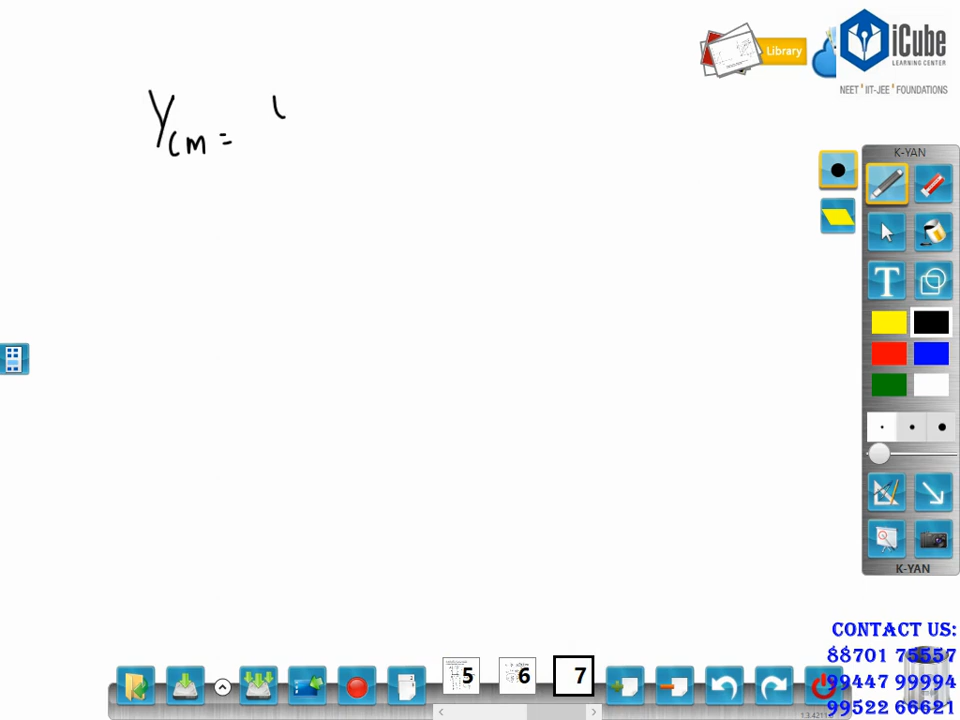 iCube
LEARNING CENTER
NEET ' IIT-JEE ' FOUNDATIONS
Library
Y_CM =
K-YAN
T
K-YAN
5
6
7
CONTACT US:
88701 75557
99447 99994
99522 66621